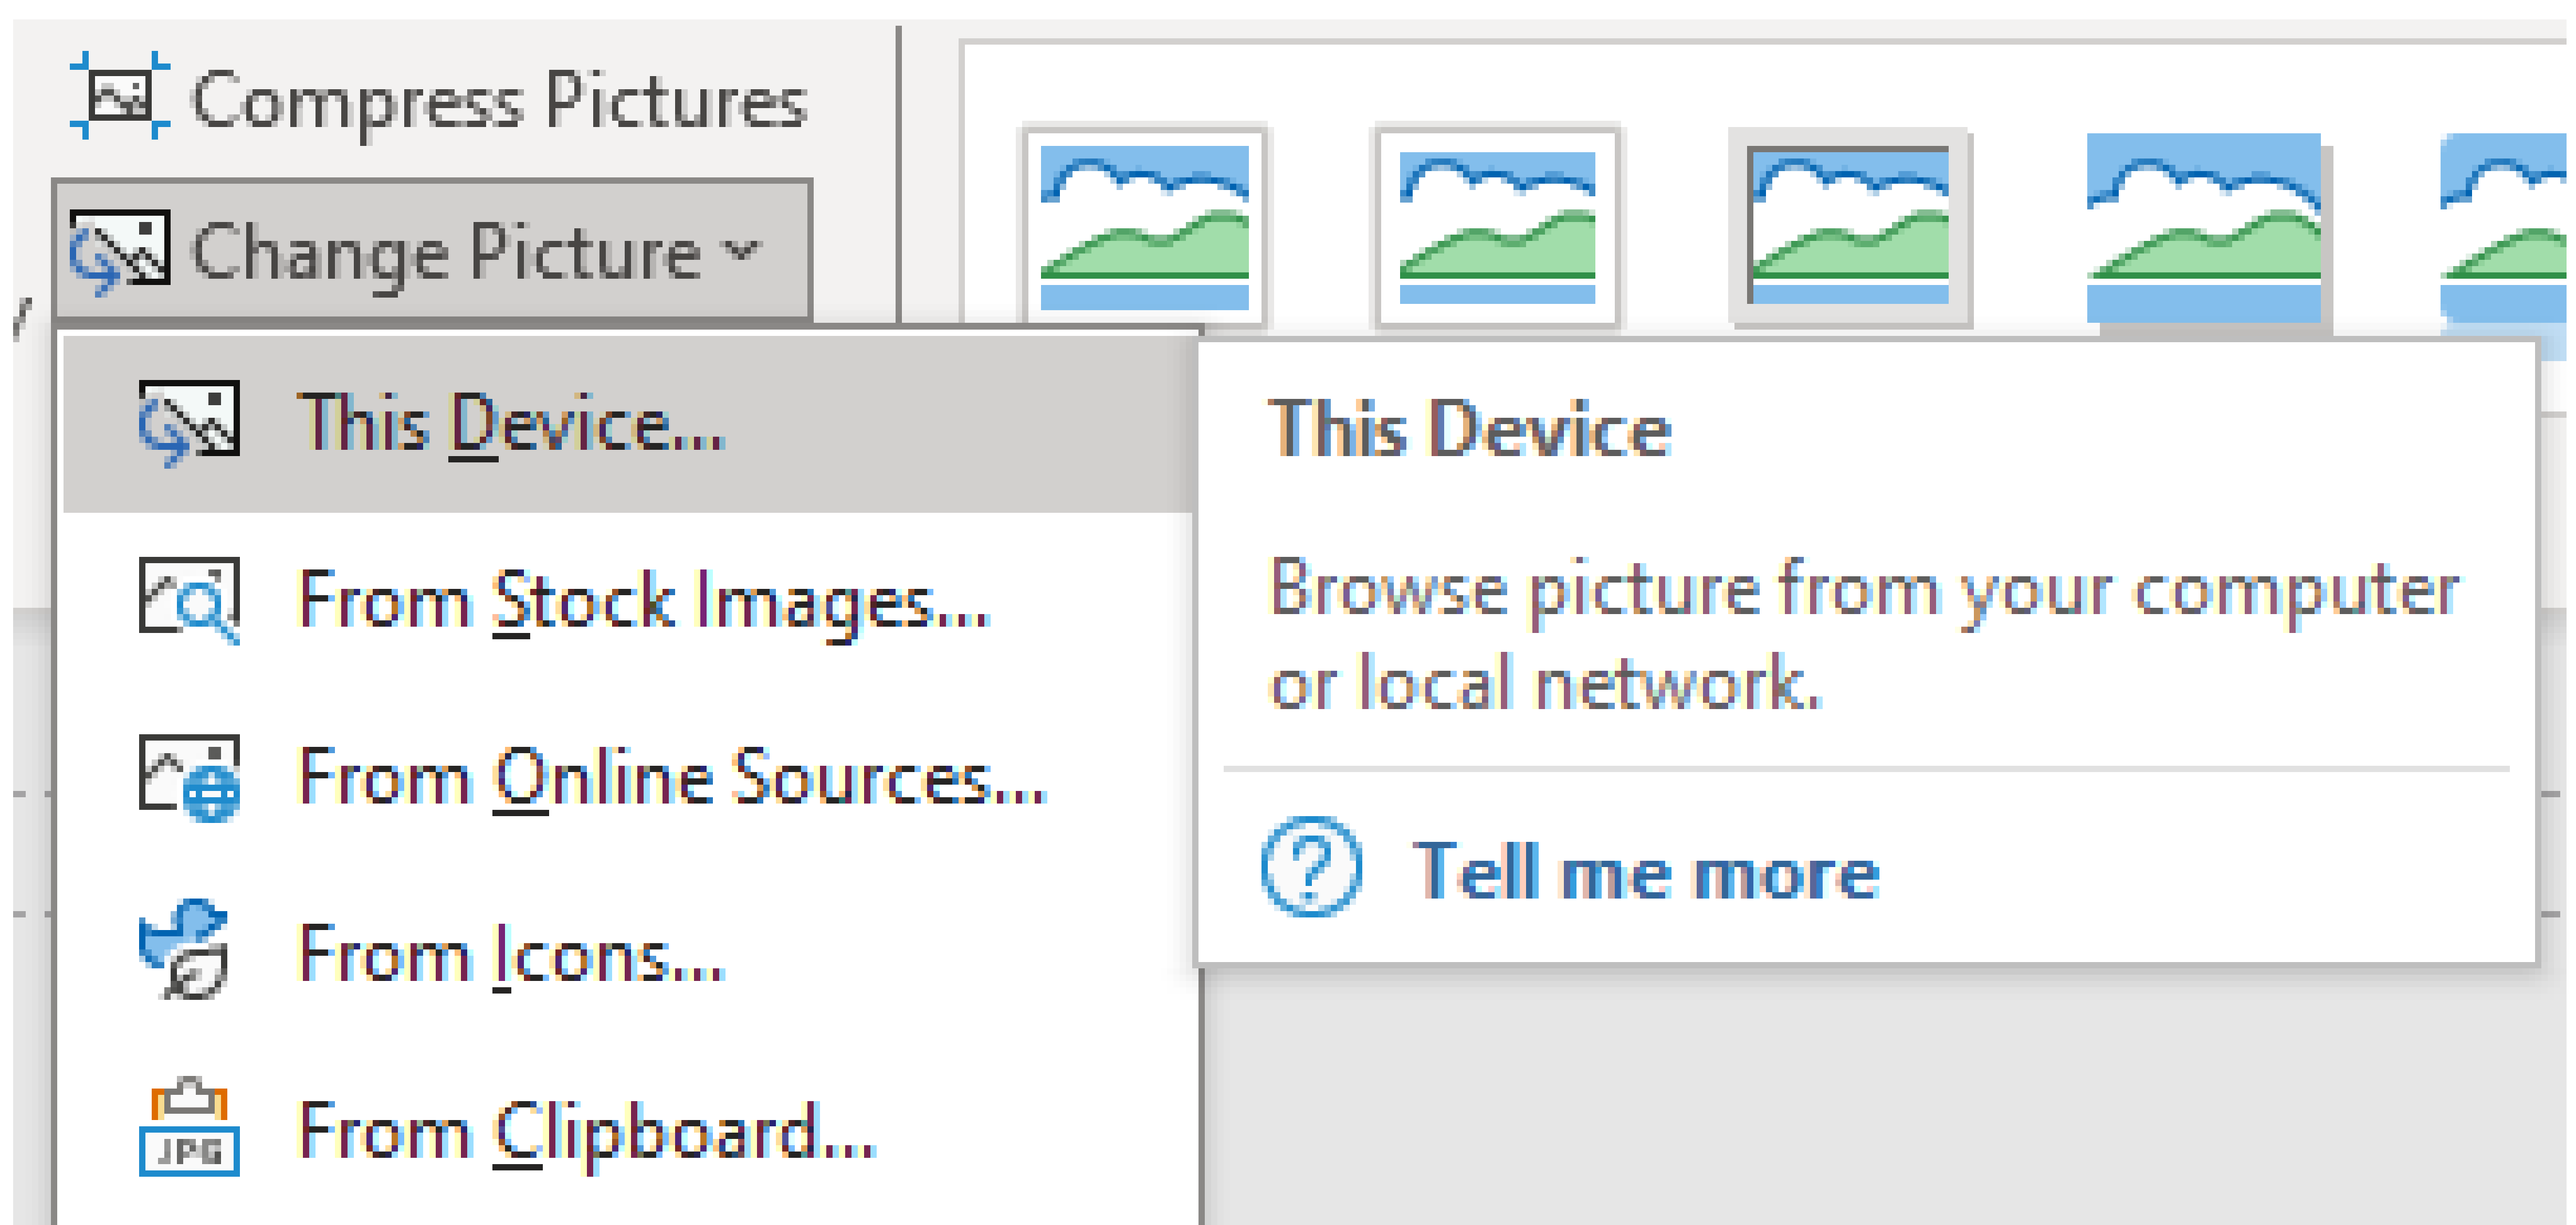 Compress Pictures
Change Picture
This Device...
From Stock Images...
From Online Sources...
From Icons...
From Clipboard...
JPG
This Device
Browse picture from your computer
or local network.
Tell me more